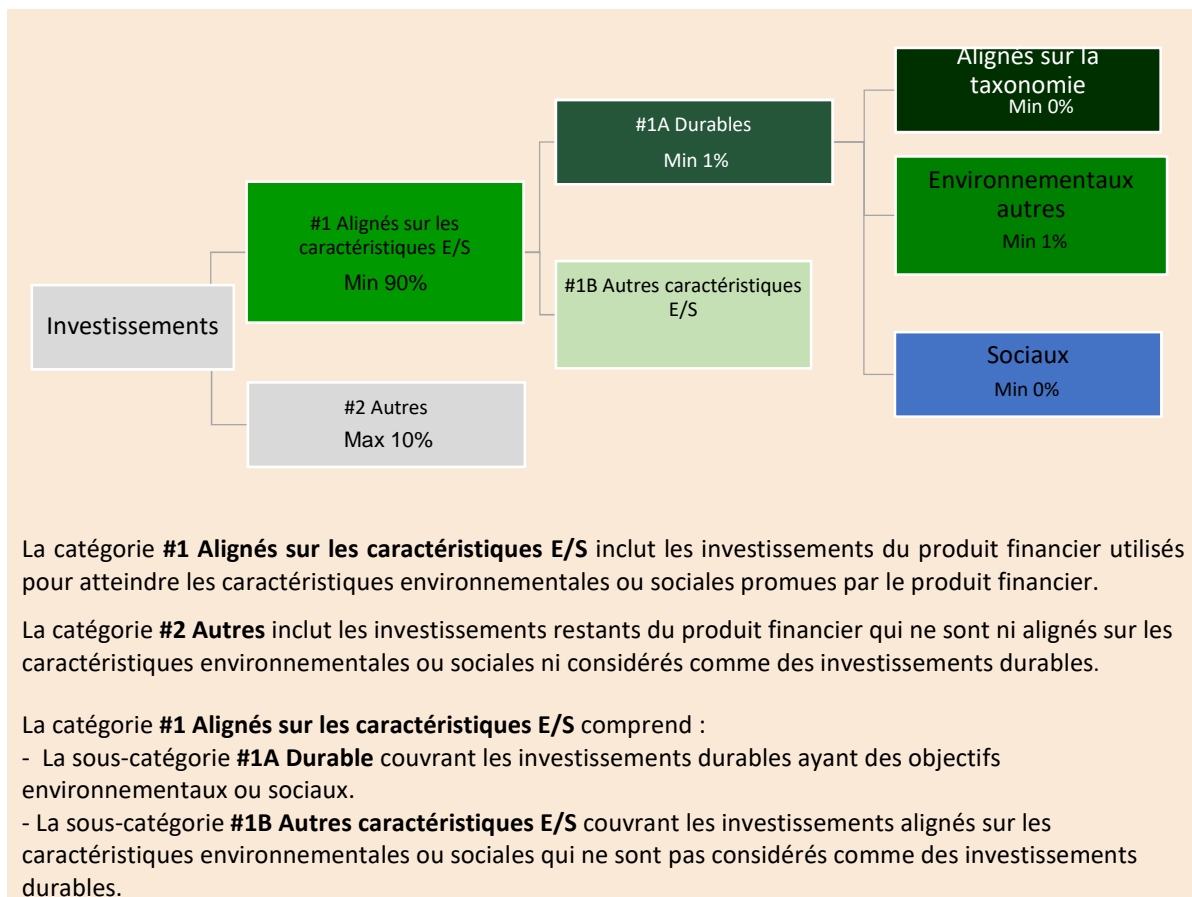 Alignés sur la
taxonomie
Min 0%
#1A Durables
Min 1%
Environnementaux
autres
Min 1%
#1 Alignés sur les
caractéristiques E/S
Min 90%
#1B Autres caractéristiques
E/S
Investissements
Sociaux
Min 0%
#2 Autres
Max 10%
La catégorie #1 Alignés sur les caractéristiques E/S inclut les investissements du produit financier utilisés
pour atteindre les caractéristiques environnementales ou sociales promues par le produit financier.
La catégorie #2 Autres inclut les investissements restants du produit financier qui ne sont ni alignés sur les
caractéristiques environnementales ou sociales ni considérés comme des investissements durables.
La catégorie #1 Alignés sur les caractéristiques E/S comprend :
- La sous-catégorie #1A Durable couvrant les investissements durables ayant des objectifs
environnementaux ou sociaux.
- La sous-catégorie #1B Autres caractéristiques E/S couvrant les investissements alignés sur les
caractéristiques environnementales ou sociales qui ne sont pas considérés comme des investissements
durables.